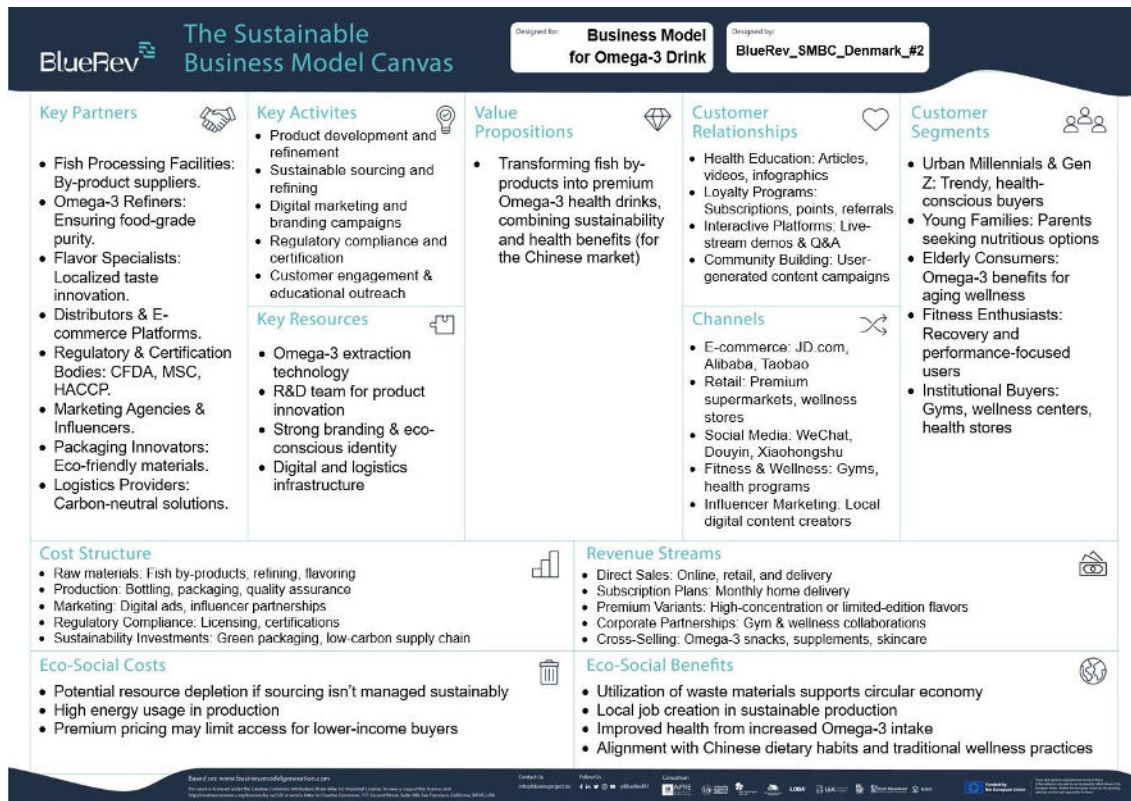 BlueRev
The Sustainable
Business Model Canvas
Designed for:
Business Model
for Omega-3 Drink
Designed by:
BlueRev_SMBC_Denmark_#2
Key Partners
• Fish Processing Facilities:
By-product suppliers.
• Omega-3 Refiners:
Ensuring food-grade
purity.
• Flavor Specialists:
Localized taste
innovation.
• Distributors & E-
commerce Platforms.
• Regulatory & Certification
Bodies: CFDA, MSC,
HACCP.
• Marketing Agencies &
Influencers.
• Packaging Innovators:
Eco-friendly materials.
• Logistics Providers:
Carbon-neutral solutions.
Key Activites
• Product development and
refinement
• Sustainable sourcing and
refining
• Digital marketing and
branding campaigns
• Regulatory compliance and
certification
• Customer engagement &
educational outreach
Key Resources
• Omega-3 extraction
technology
• R&D team for product
innovation
• Strong branding & eco-
conscious identity
• Digital and logistics
infrastructure
Value
Propositions
• Transforming fish by-
products into premium
Omega-3 health drinks,
combining sustainability
and health benefits (for
the Chinese market)
Customer
Relationships
• Health Education: Articles,
videos, infographics
• Loyalty Programs:
Subscriptions, points, referrals.
• Interactive Platforms: Live-
stream demos & Q&A
• Community Building: User-
generated content campaigns
Channels
• E-commerce: JD.com,
Alibaba, Taobao
• Retail: Premium
supermarkets, wellness
stores
• Social Media: WeChat,
Douyin, Xiaohongshu
• Fitness & Wellness: Gyms,
health programs
• Influencer Marketing: Local
digital content creators
Customer
Segments
• Urban Millennials & Gen
Z: Trendy, health-
conscious buyers
• Young Families: Parents
seeking nutritious options
• Elderly Consumers:
Omega-3 benefits for
aging wellness
• Fitness Enthusiasts:
Recovery and
performance-focused
users
• Institutional Buyers:
Gyms, wellness centers,
health stores
Cost Structure
• Raw materials: Fish by-products, refining, flavoring
• Production: Bottling, packaging, quality assurance
• Marketing: Digital ads, influencer partnerships
• Regulatory Compliance: Licensing, certifications
• Sustainability Investments: Green packaging, low-carbon supply chain
Revenue Streams
• Direct Sales: Online, retail, and delivery
• Subscription Plans: Monthly home delivery
• Premium Variants: High-concentration or limited-edition flavors
• Corporate Partnerships: Gym & wellness collaborations
• Cross-Selling: Omega-3 snacks, supplements, skincare
Eco-Social Costs
• Potential resource depletion if sourcing isn't managed sustainably
• High energy usage in production
• Premium pricing may limit access for lower-income buyers
Eco-Social Benefits
• Utilization of waste materials supports circular economy
• Local job creation in sustainable production
• Improved health from increased Omega-3 intake
• Alignment with Chinese dietary habits and traditional wellness practices
Based on: www.businessmodelgeneration.com
Contact Us
Follow Us
Consortium
Funded by
the European Union